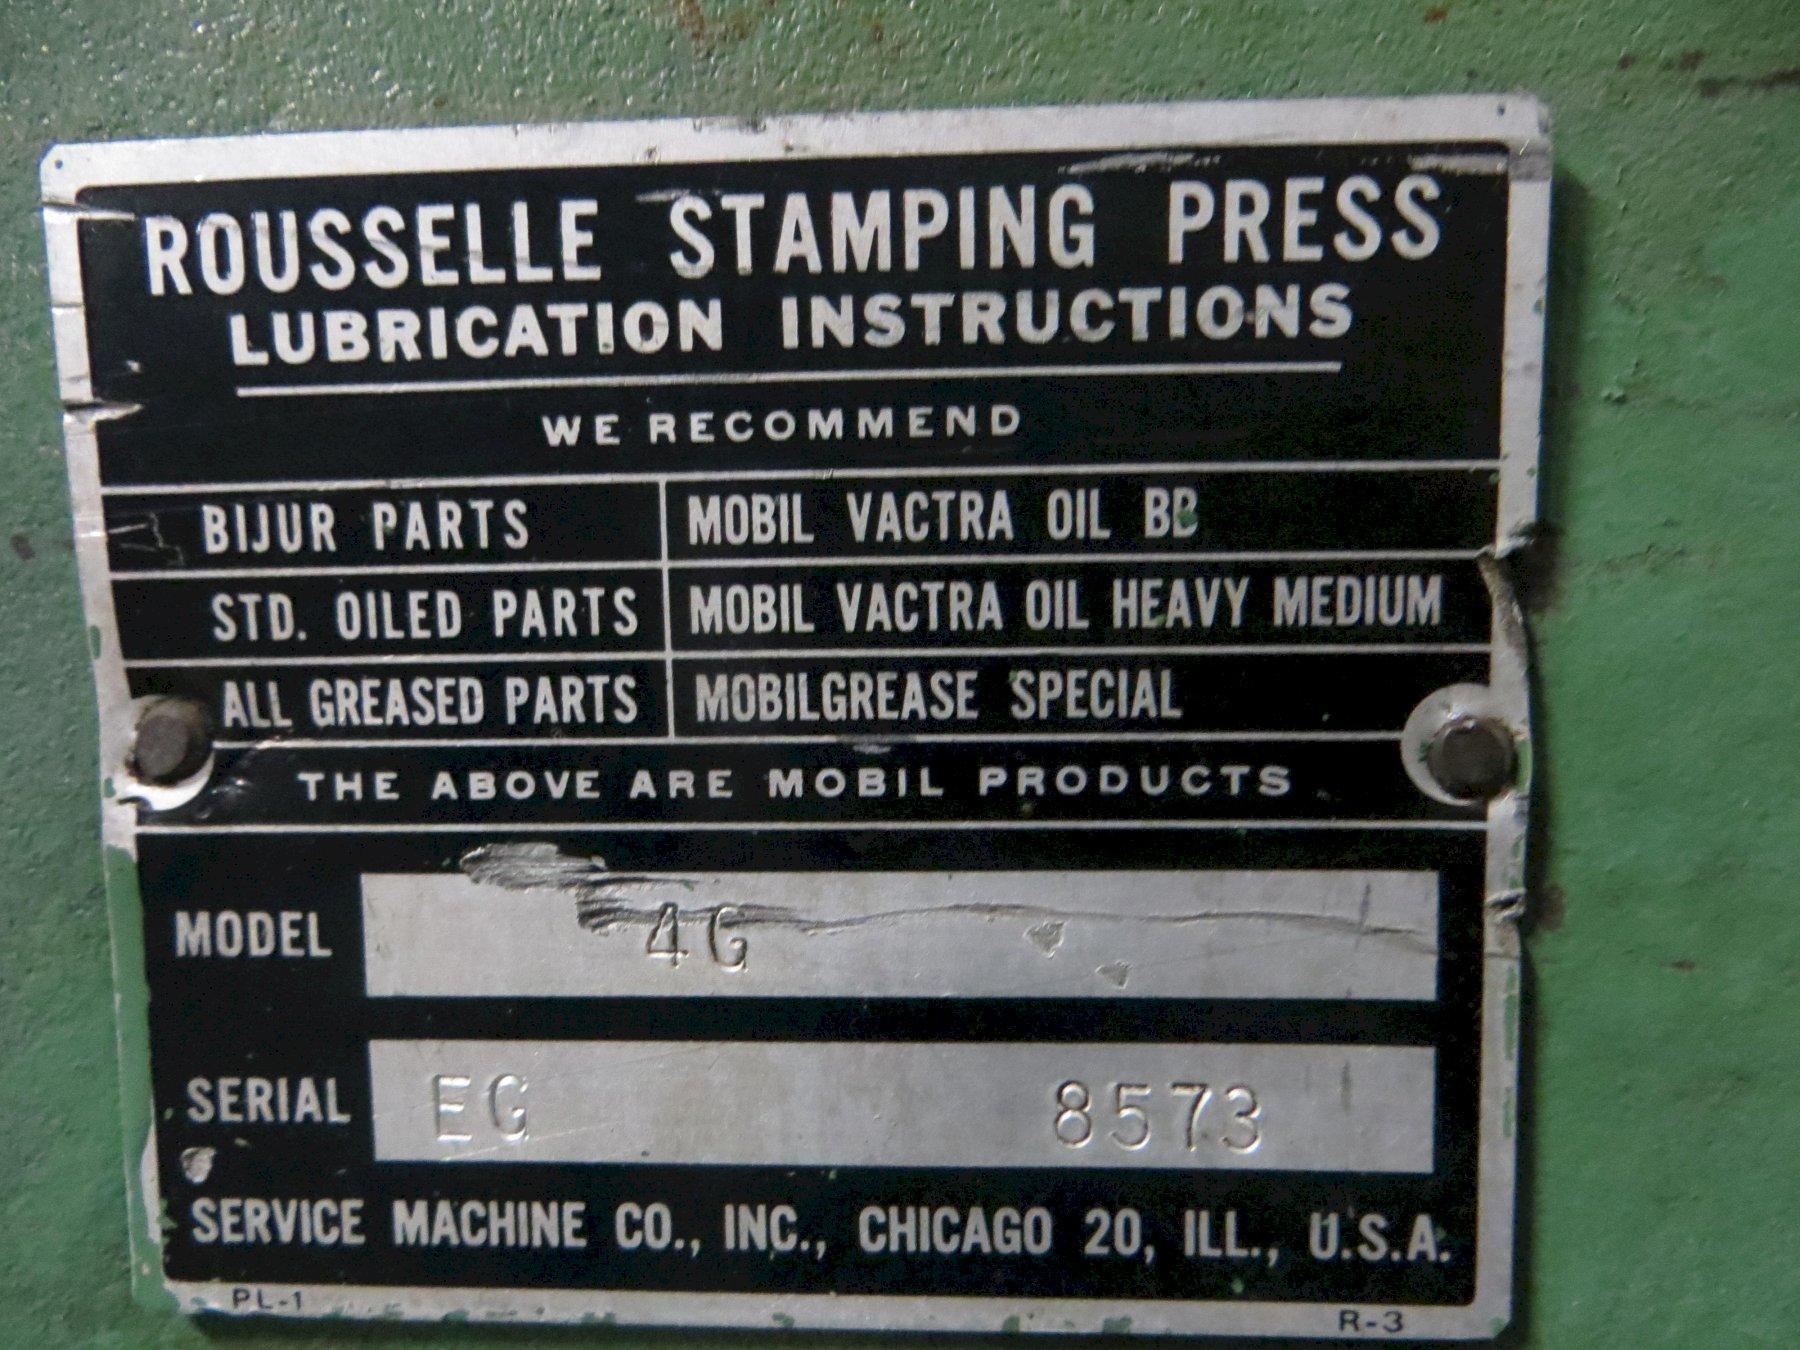 ROUSSELLE STAMPING PRESS
LUBRICATION INSTRUCTIONS
WE RECOMMEND
BIJUR PARTS MOBIL VACTRA OIL BB
STD. OILED PARTS MOBIL VACTRA OIL HEAVY MEDIUM
ALL GREASED PARTS MOBILGREASE SPECIAL
THE ABOVE ARE MOBIL PRODUCTS
MODEL 4G
SERIAL EG 8573
SERVICE MACHINE CO., INC., CHICAGO 20, ILL., U.S.A.
PL-1 R-3